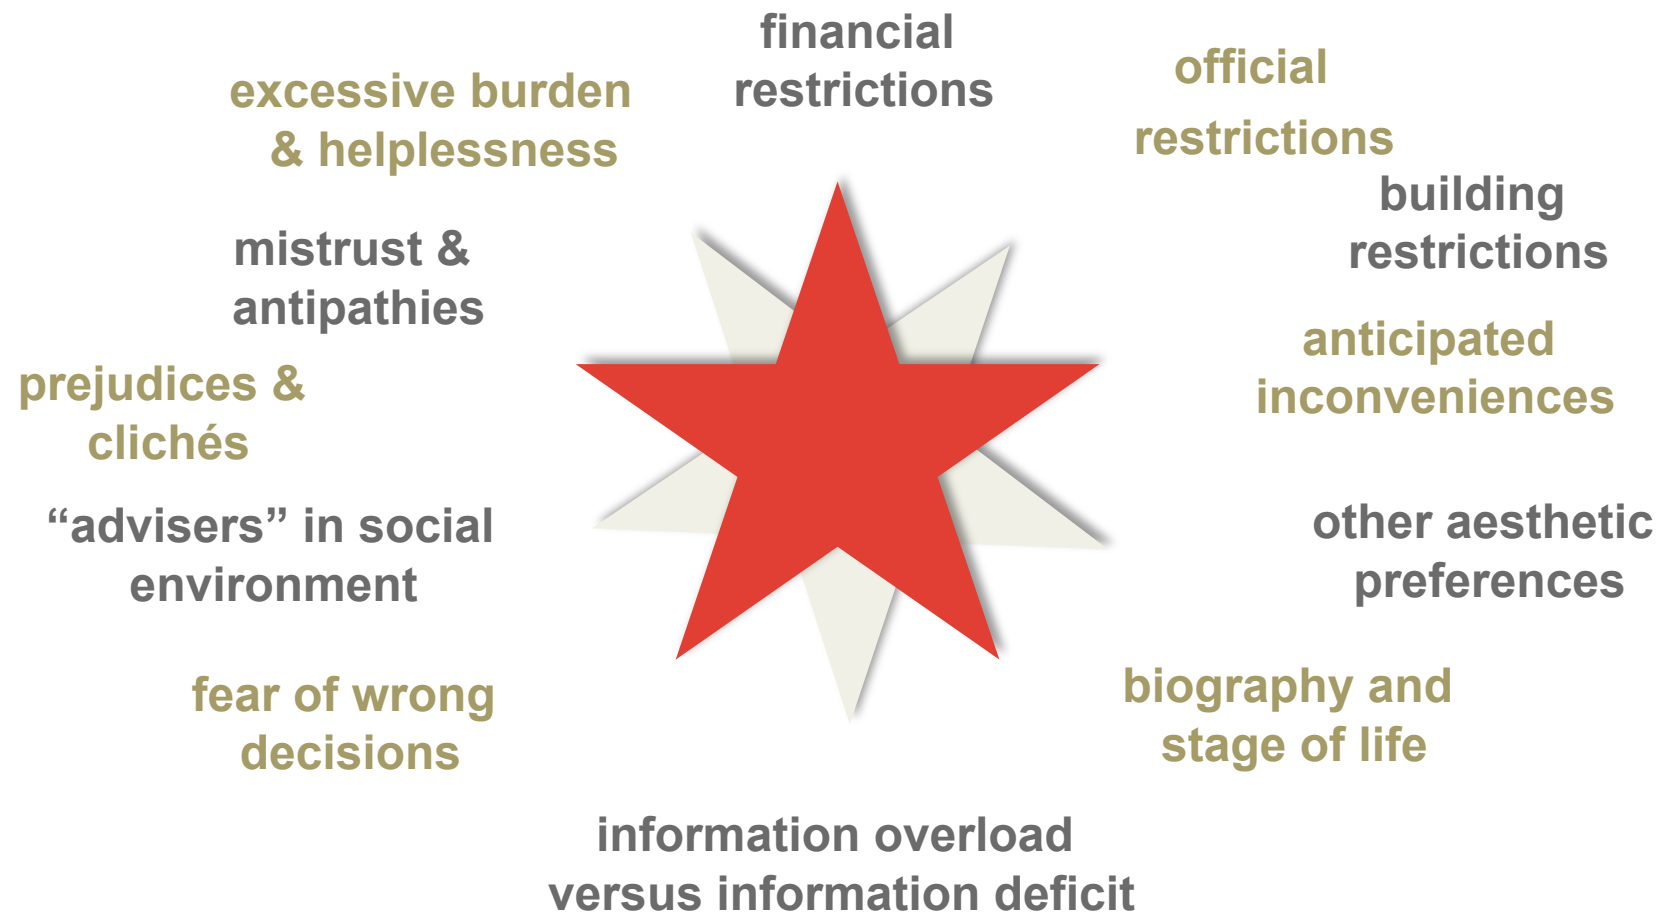 financial
restrictions
official
restrictions
building
restrictions
anticipated
inconveniences
other aesthetic
preferences
biography and
stage of life
information overload
versus information deficit
fear of wrong
decisions
“advisers” in social
environment
prejudices &
clichés
mistrust &
antipathies
excessive burden
& helplessness